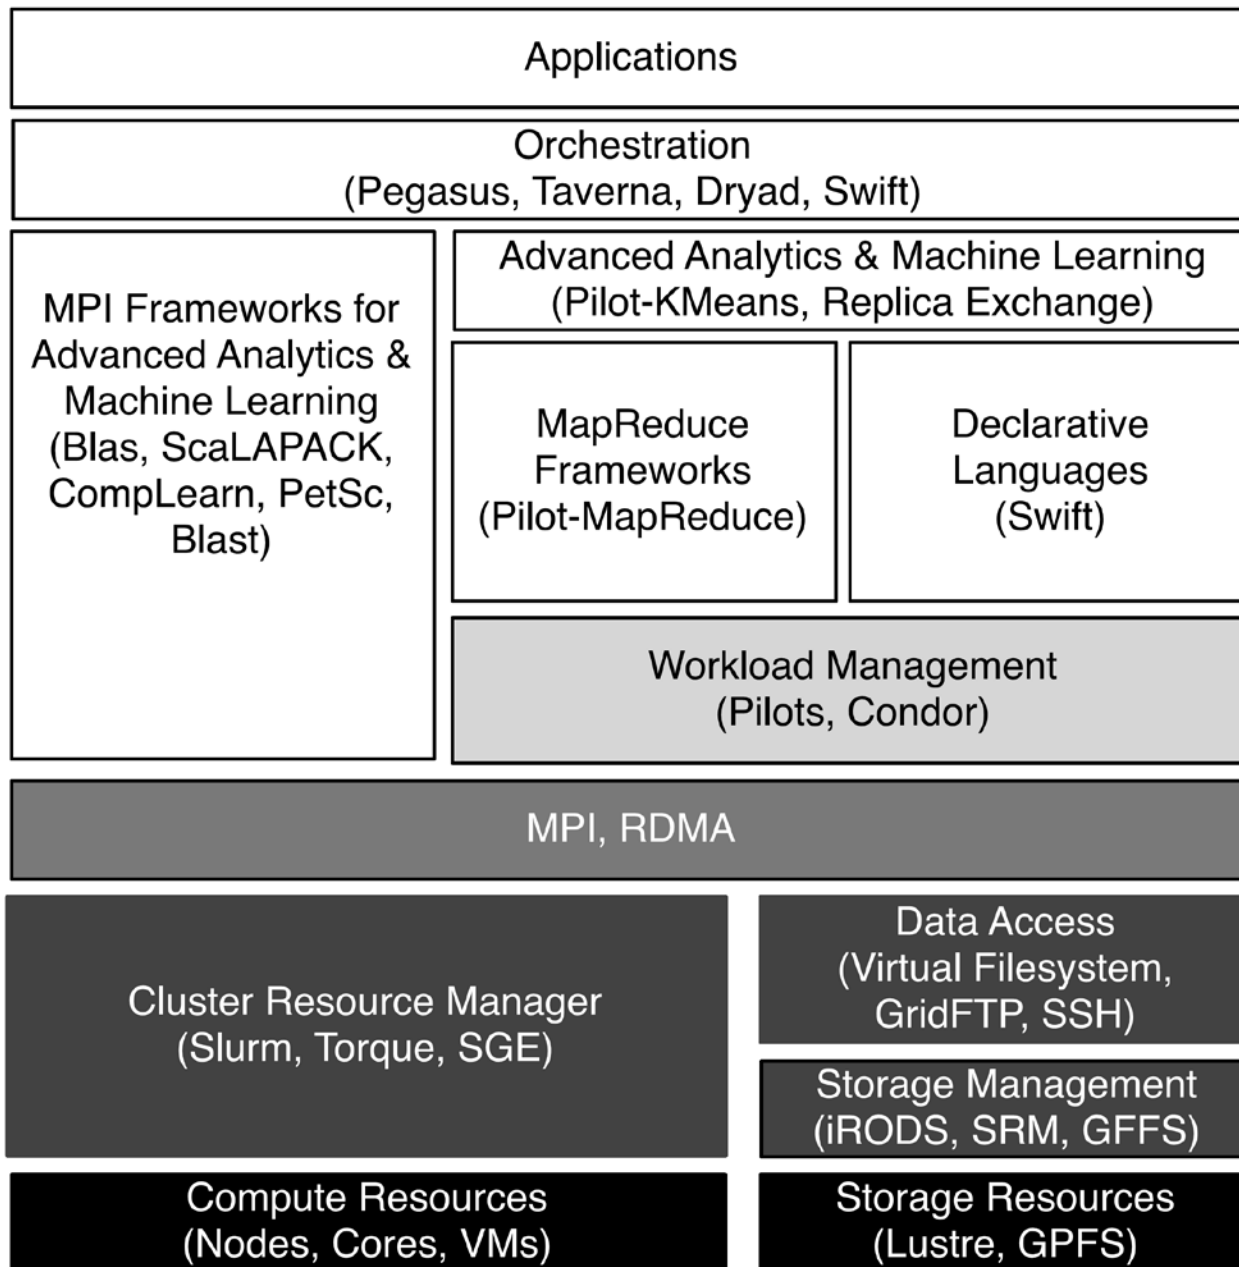 Applications
Orchestration
(Pegasus, Taverna, Dryad, Swift)
MPI Frameworks for
Advanced Analytics &
Machine Learning
(Blas, ScaLAPACK,
CompLearn, PetSc,
Blast)
Advanced Analytics & Machine Learning
(Pilot-KMeans, Replica Exchange)
MapReduce
Frameworks
(Pilot-MapReduce)
Declarative
Languages
(Swift)
Workload Management
(Pilots, Condor)
MPI, RDMA
Cluster Resource Manager
(Slurm, Torque, SGE)
Data Access
(Virtual Filesystem,
GridFTP, SSH)
Storage Management
(iRODS, SRM, GFFS)
Compute Resources
(Nodes, Cores, VMs)
Storage Resources
(Lustre, GPFS)